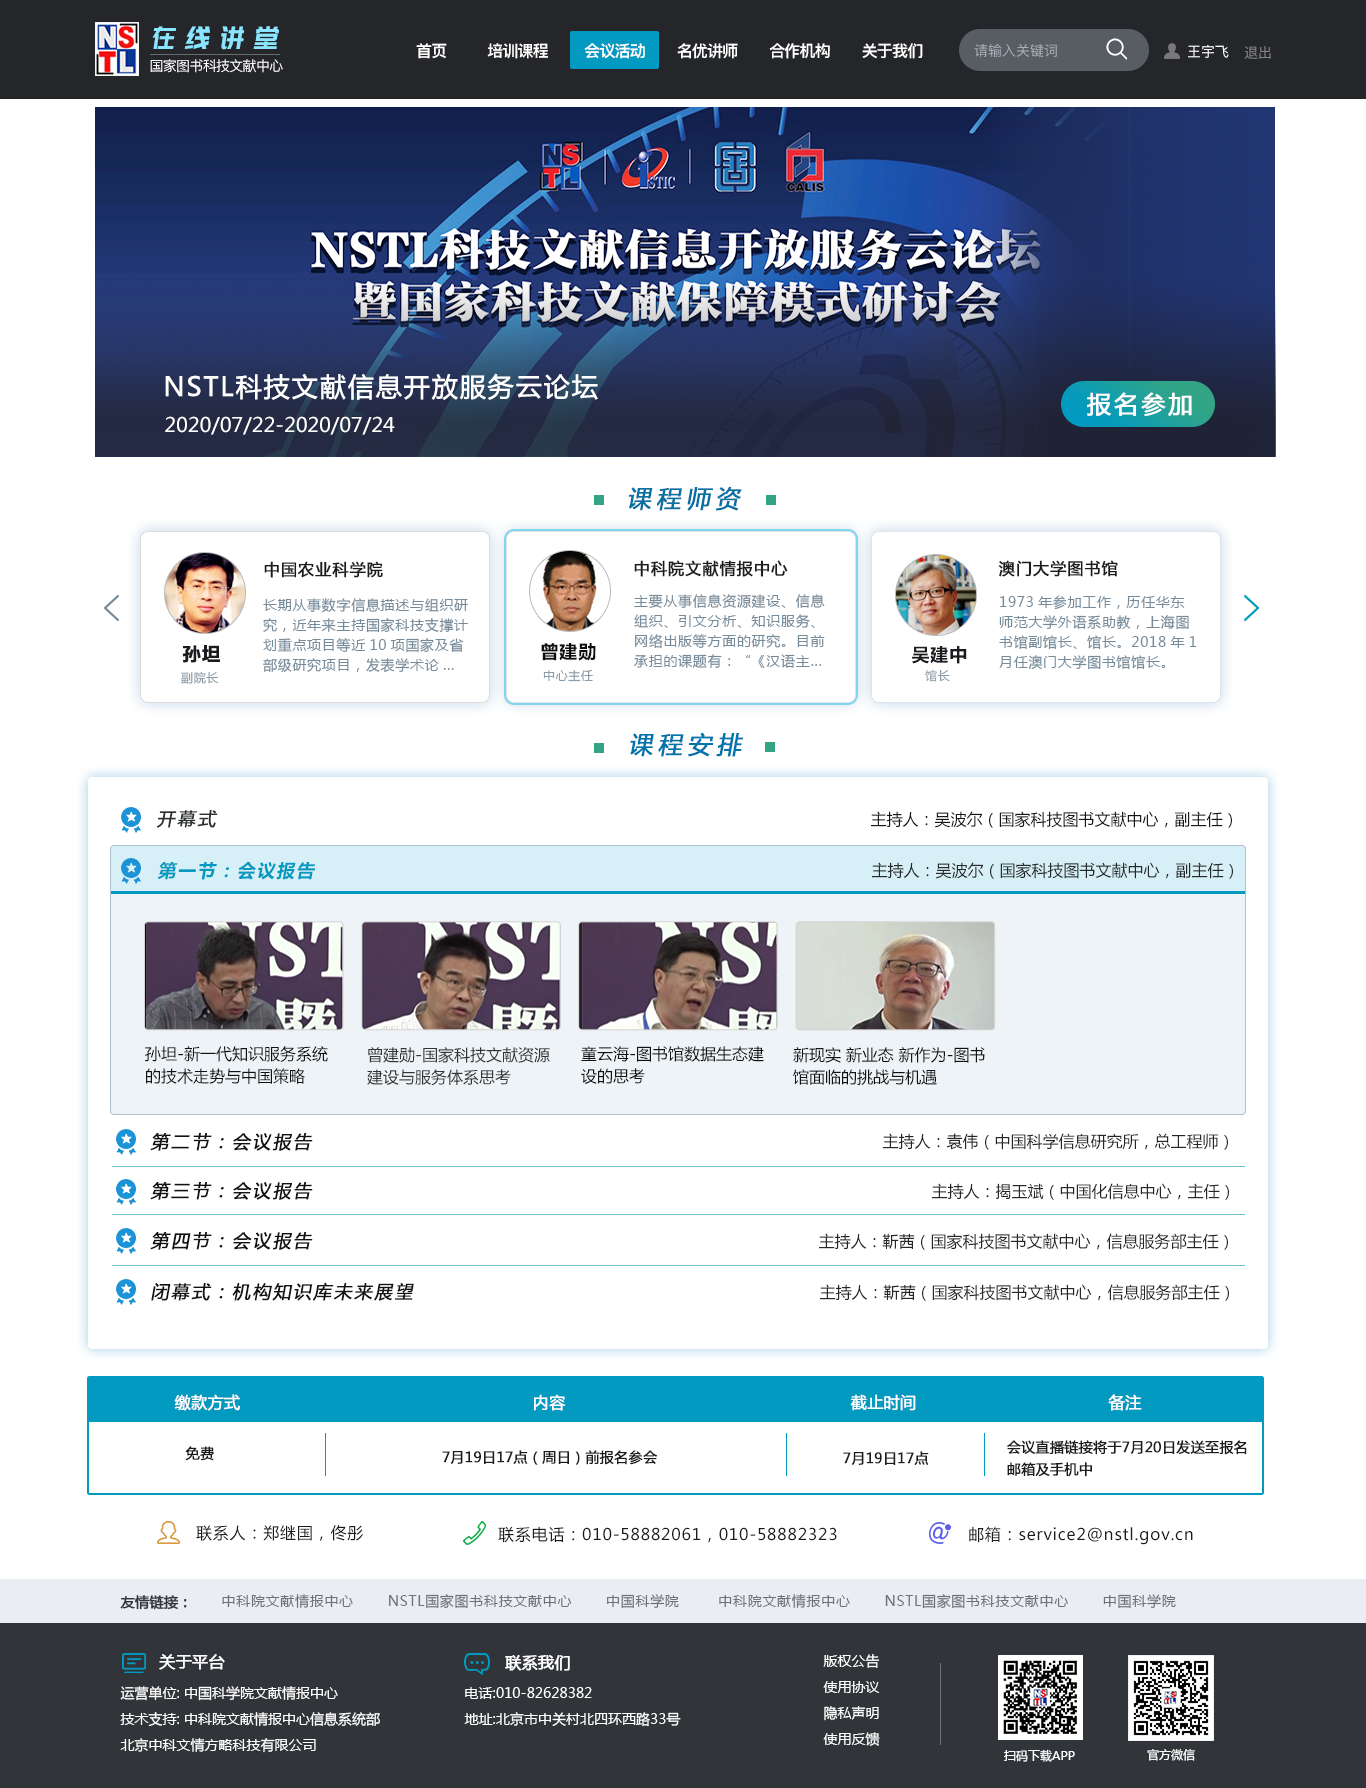 NSTL
在线讲堂
国家图书科技文献中心
首页 培训课程 会议活动 名优讲师 合作机构 关于我们
请输入关键词
王宇飞 退出
NSTL iSTIC CALIS
NSTL科技文献信息开放服务云论坛
暨国家科技文献保障模式研讨会
NSTL科技文献信息开放服务云论坛
2020/07/22-2020/07/24
报名参加
课程师资
孙坦
副院长
中国农业科学院
长期从事数字信息描述与组织研
究，近年来主持国家科技支撑计
划重点项目等近 10 项国家及省
部级研究项目，发表学术论 ...
曾建勋
中心主任
中科院文献情报中心
主要从事信息资源建设、信息
组织、引文分析、知识服务、
网络出版等方面的研究。目前
承担的课题有：“《汉语主...
吴建中
馆长
澳门大学图书馆
1973 年参加工作，历任华东
师范大学外语系助教，上海图
书馆副馆长、馆长。2018 年 1
月任澳门大学图书馆馆长。
课程安排
开幕式 主持人：吴波尔（国家科技图书文献中心，副主任）
第一节：会议报告 主持人：吴波尔（国家科技图书文献中心，副主任）
孙坦-新一代知识服务系统
的技术走势与中国策略
曾建勋-国家科技文献资源
建设与服务体系思考
童云海-图书馆数据生态建
设的思考
新现实 新业态 新作为-图书
馆面临的挑战与机遇
第二节：会议报告 主持人：袁伟（中国科学信息研究所，总工程师）
第三节：会议报告 主持人：揭玉斌（中国化信息中心，主任）
第四节：会议报告 主持人：靳茜（国家科技图书文献中心，信息服务部主任）
闭幕式：机构知识库未来展望 主持人：靳茜（国家科技图书文献中心，信息服务部主任）
缴款方式 内容 截止时间 备注
免费 7月19日17点（周日）前报名参会 7月19日17点 会议直播链接将于7月20日发送至报名
邮箱及手机中
联系人：郑继国，佟彤 联系电话：010-58882061，010-58882323 邮箱：service2@nstl.gov.cn
友情链接： 中科院文献情报中心 NSTL国家图书科技文献中心 中国科学院 中科院文献情报中心 NSTL国家图书科技文献中心 中国科学院
关于平台
运营单位: 中国科学院文献情报中心
技术支持: 中科院文献情报中心信息系统部
北京中科文情方略科技有限公司
联系我们
电话:010-82628382
地址:北京市中关村北四环西路33号
版权公告
使用协议
隐私声明
使用反馈
扫码下载APP
官方微信